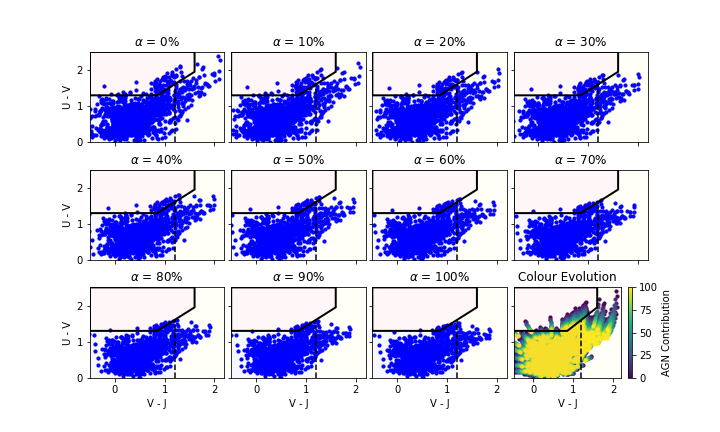 α = 0% α = 10% α = 20% α = 30%
2
1
0
U - V
α = 40% α = 50% α = 60% α = 70%
2
1
0
U - V
α = 80% α = 90% α = 100% Colour Evolution
2
1
0
U - V
0 1 2 0 1 2 0 1 2 0 1 2
V - J V - J V - J V - J
100
75
50
25
0
AGN Contribution